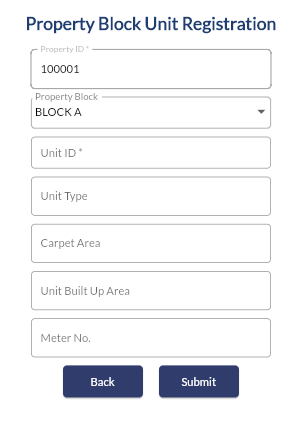 Property Block Unit Registration
Property ID *
100001
Property Block
BLOCK A
Unit ID *
Unit Type
Carpet Area
Unit Built Up Area
Meter No.
Back
Submit